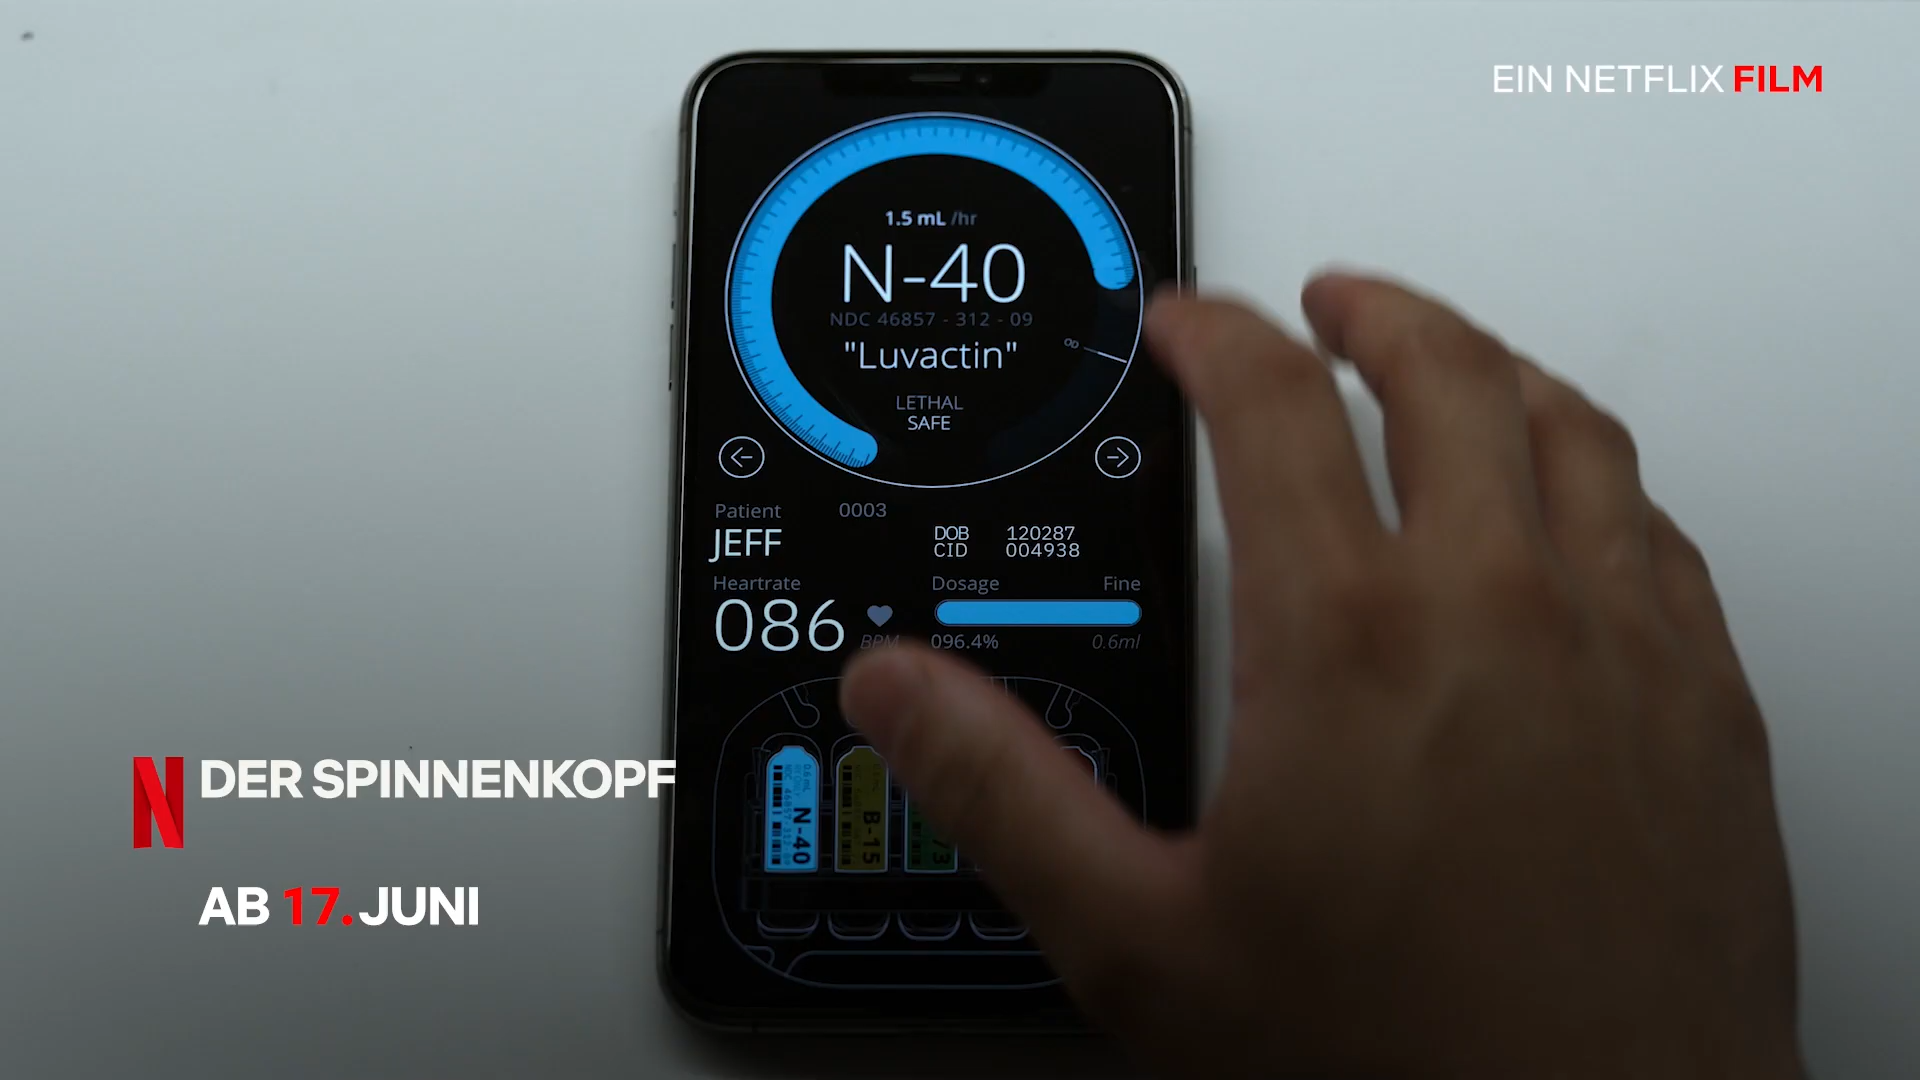 EIN NETFLIX FILM
1.5 mL /hr
N-40
NDC 46857 - 312 - 09
"Luvactin"
OD
LETHAL
SAFE
Patient 0003
JEFF
DOB 120287
CID 004938
Heartrate
086
BPM
Dosage Fine
096.4% 0.6ml
N-40
B-15
DER SPINNENKOPF
AB 17. JUNI